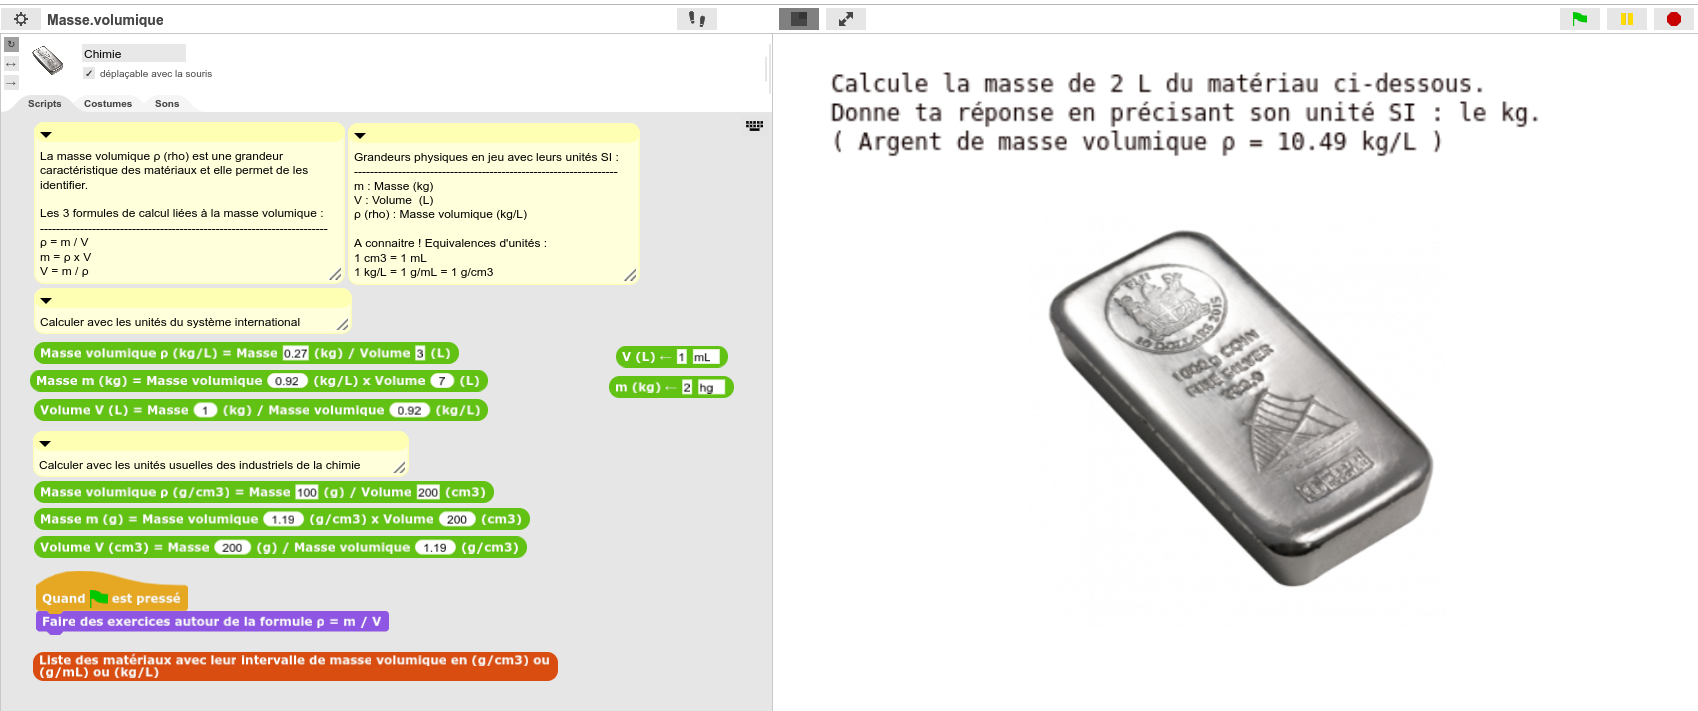 Masse.volumique
Chimie
déplaçable avec la souris
Scripts Costumes Sons
La masse volumique ρ (rho) est une grandeur
caractéristique des matériaux et elle permet de les
identifier.
Les 3 formules de calcul liées à la masse volumique :
------------------------------------------------------------------------
ρ = m / V
m = ρ x V
V = m / ρ
Grandeurs physiques en jeu avec leurs unités SI :
------------------------------------------------------------------
m : Masse (kg)
V : Volume (L)
ρ (rho) : Masse volumique (kg/L)
A connaitre ! Equivalences d'unités :
1 cm3 = 1 mL
1 kg/L = 1 g/mL = 1 g/cm3
Calculer avec les unités du système international
Masse volumique ρ (kg/L) = Masse 0.27 (kg) / Volume 3 (L)
Masse m (kg) = Masse volumique 0.92 (kg/L) x Volume 7 (L)
Volume V (L) = Masse 1 (kg) / Masse volumique 0.92 (kg/L)
V (L) ← 1 mL
m (kg) ← 2 hg
Calculer avec les unités usuelles des industriels de la chimie
Masse volumique ρ (g/cm3) = Masse 100 (g) / Volume 200 (cm3)
Masse m (g) = Masse volumique 1.19 (g/cm3) x Volume 200 (cm3)
Volume V (cm3) = Masse 200 (g) / Masse volumique 1.19 (g/cm3)
Quand est pressé
Faire des exercices autour de la formule ρ = m / V
Liste des matériaux avec leur intervalle de masse volumique en (g/cm3) ou
(g/mL) ou (kg/L)
Calcule la masse de 2 L du matériau ci-dessous.
Donne ta réponse en précisant son unité SI : le kg.
( Argent de masse volumique ρ = 10.49 kg/L )
FIJI
10 DOLLARS 2015
1000g COIN
FINE SILVER
999.0